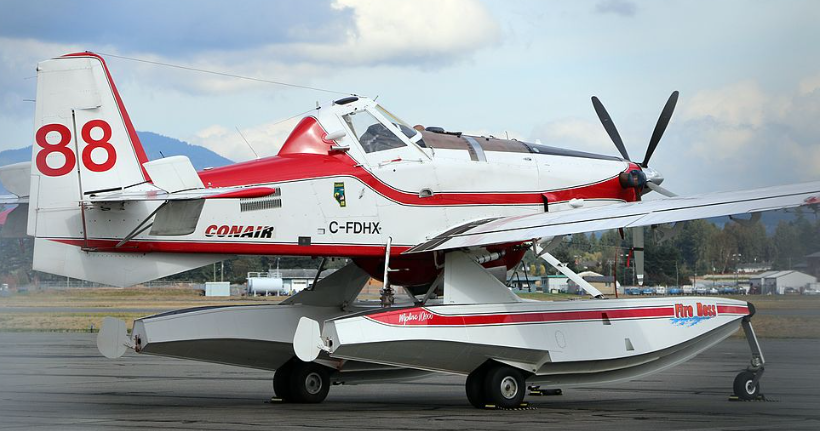 88
CONAIR
C-FDHX
Fire Boss